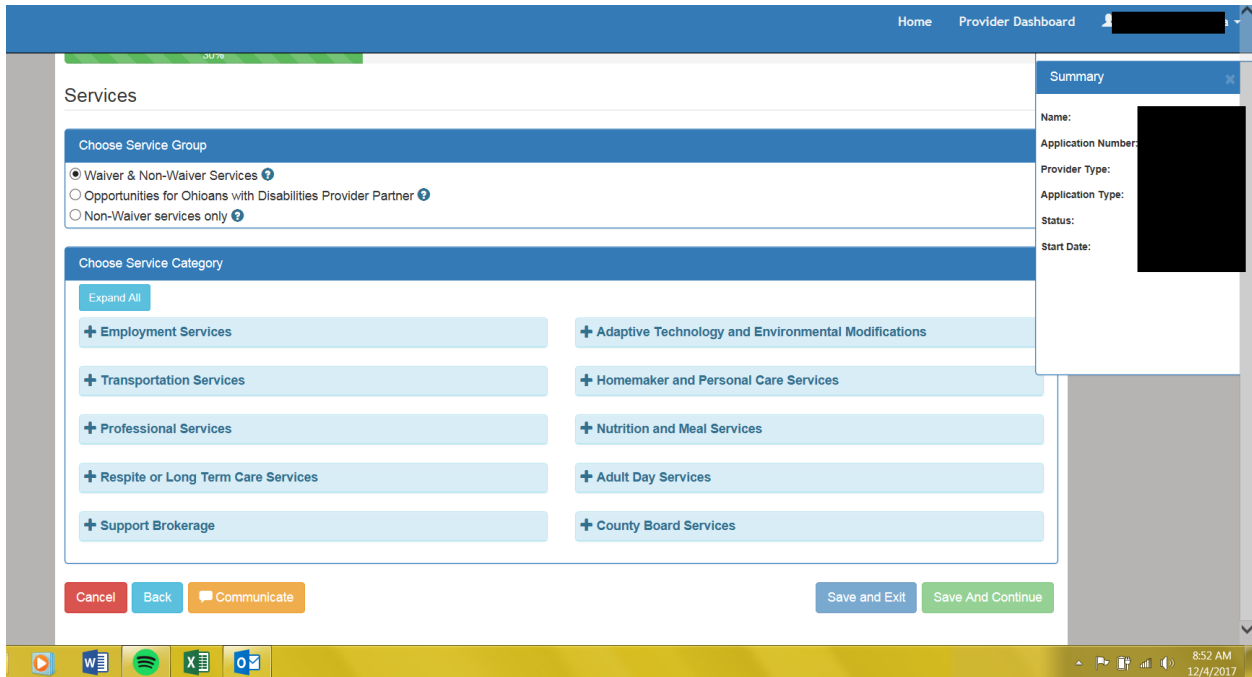 Home Provider Dashboard
30%
Summary
Services
Name:
Choose Service Group
Application Number:
Waiver & Non-Waiver Services
Provider Type:
Opportunities for Ohioans with Disabilities Provider Partner
Application Type:
Non-Waiver services only
Status:
Start Date:
Choose Service Category
Expand All
Employment Services
Adaptive Technology and Environmental Modifications
Transportation Services
Homemaker and Personal Care Services
Professional Services
Nutrition and Meal Services
Respite or Long Term Care Services
Adult Day Services
Support Brokerage
County Board Services
Cancel Back Communicate Save and Exit Save And Continue
8:52 AM
12/4/2017